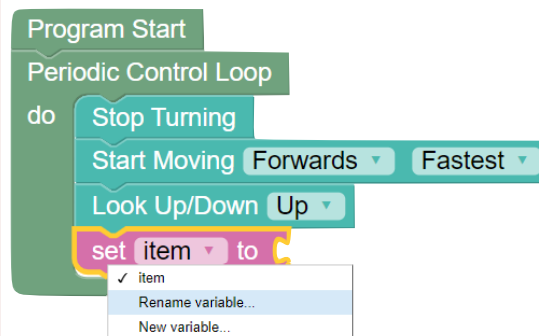 Program Start
Periodic Control Loop
do
Stop Turning
Start Moving Forwards Fastest
Look Up/Down Up
set item to
✓ item
Rename variable...
New variable...